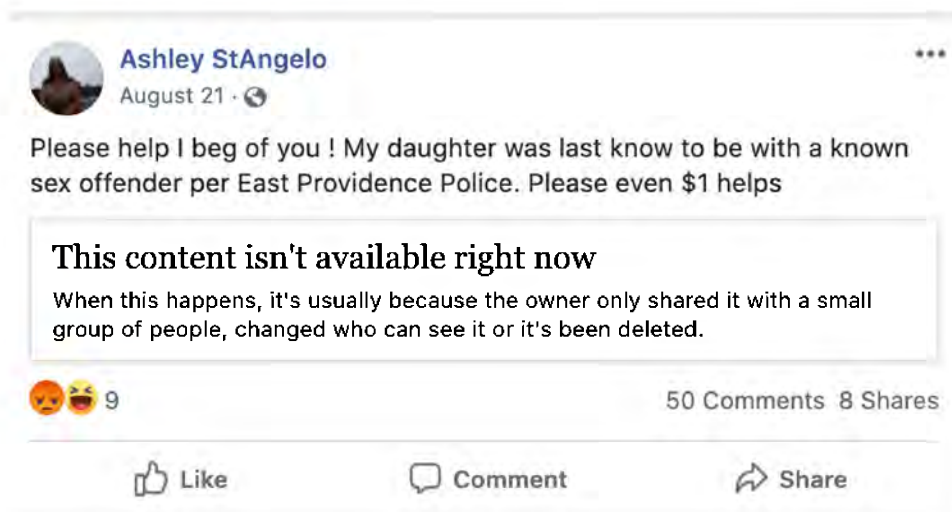 Ashley StAngelo
August 21 ·
Please help I beg of you ! My daughter was last know to be with a known
sex offender per East Providence Police. Please even $1 helps
This content isn't available right now
When this happens, it's usually because the owner only shared it with a small
group of people, changed who can see it or it's been deleted.
9
50 Comments 8 Shares
Like
Comment
Share